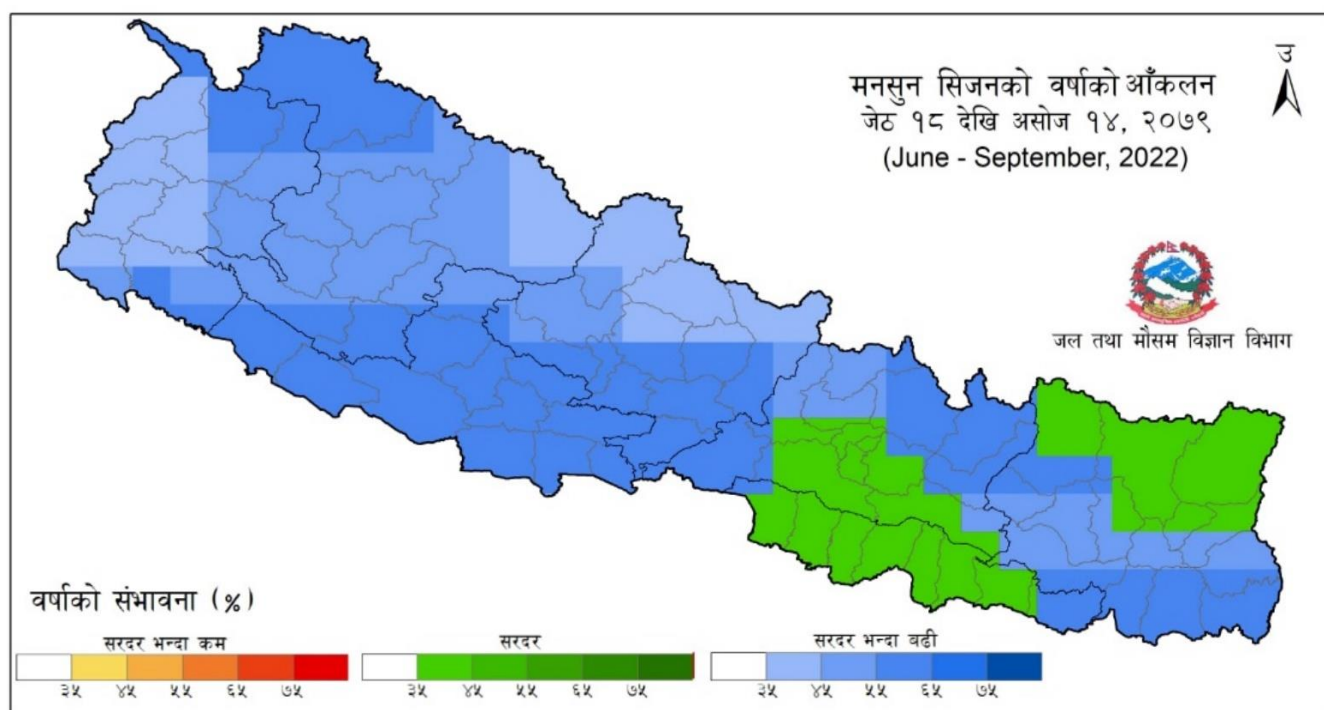 मनसुन सिजनको वर्षाको आँकलन
जेठ १८ देखि असोज १४, २०७९
(June - September, 2022)
उ
जल तथा मौसम विज्ञान विभाग
वर्षाको संभावना (%)
सरदर भन्दा कम
३५ ४५ ५५ ६५ ७५
सरदर
३५ ४५ ५५ ६५ ७५
सरदर भन्दा बढी
३५ ४५ ५५ ६५ ७५